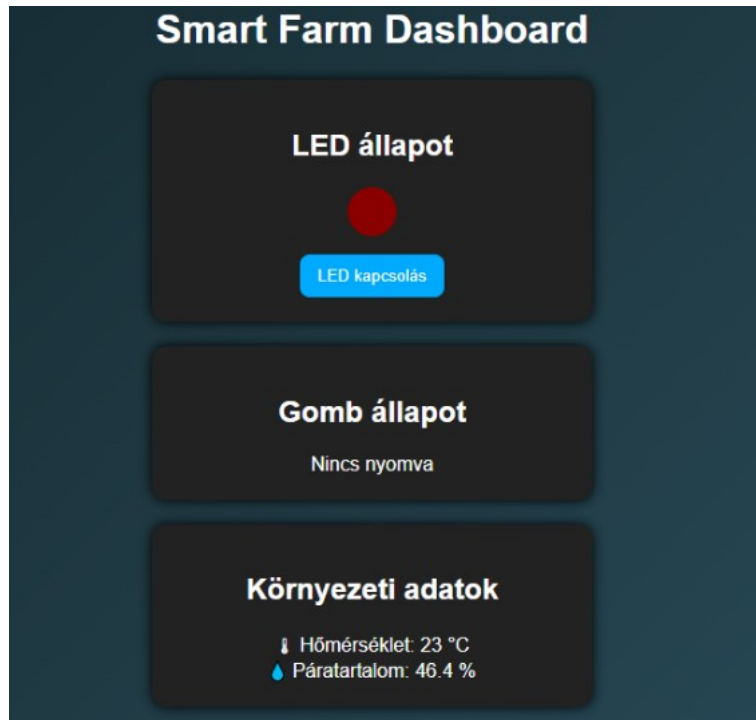 Smart Farm Dashboard
LED állapot
LED kapcsolás
Gomb állapot
Nincs nyomva
Környezeti adatok
🌡 Hőmérséklet: 23 °C
💧 Páratartalom: 46.4 %